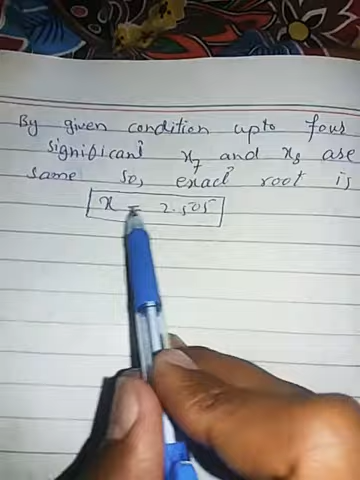 By given condition upto four
significant x₇ and x₈ are
same so, exact root is
x = 2.505